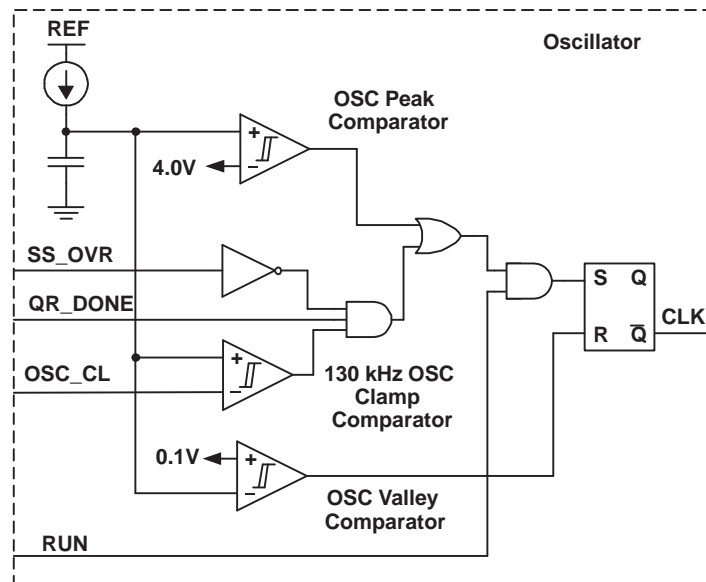 REF
Oscillator
OSC Peak
Comparator
+
−
4.0V
SS_OVR
QR_DONE
S Q
CLK
R Q̅
OSC_CL
+
−
130 kHz OSC
Clamp
Comparator
0.1V
+
−
OSC Valley
Comparator
RUN